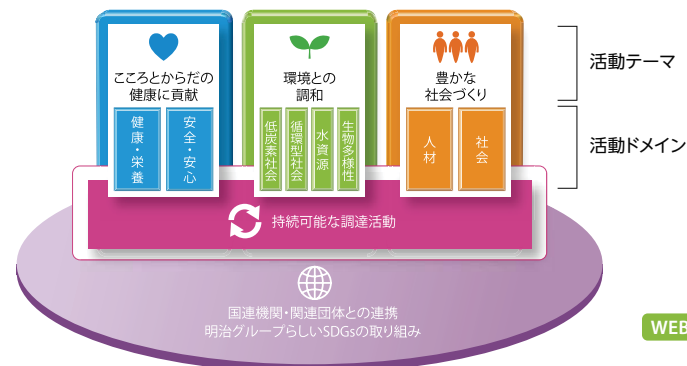 こころとからだの
健康に貢献
環境との
調和
豊かな
社会づくり
活動テーマ
健康・栄養
安全・安心
低炭素社会
循環型社会
水資源
生物多様性
人材
社会
活動ドメイン
持続可能な調達活動
国連機関・関連団体との連携
明治グループらしいSDGsの取り組み
WEB